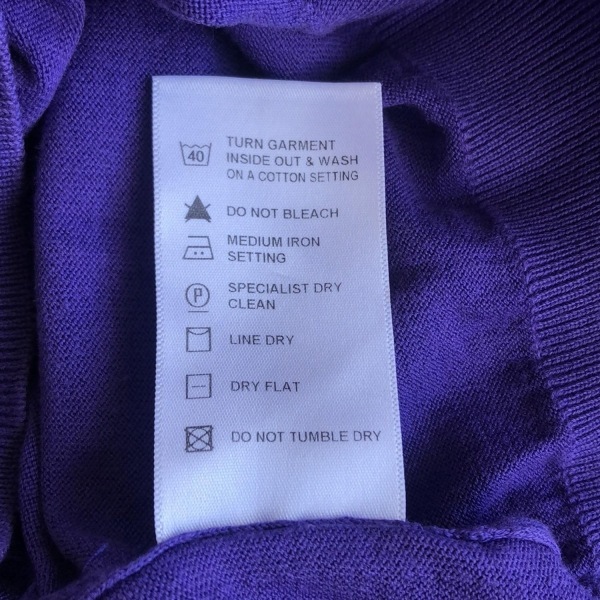 40
TURN GARMENT
INSIDE OUT & WASH
ON A COTTON SETTING
DO NOT BLEACH
MEDIUM IRON
SETTING
P
SPECIALIST DRY
CLEAN
LINE DRY
DRY FLAT
DO NOT TUMBLE DRY